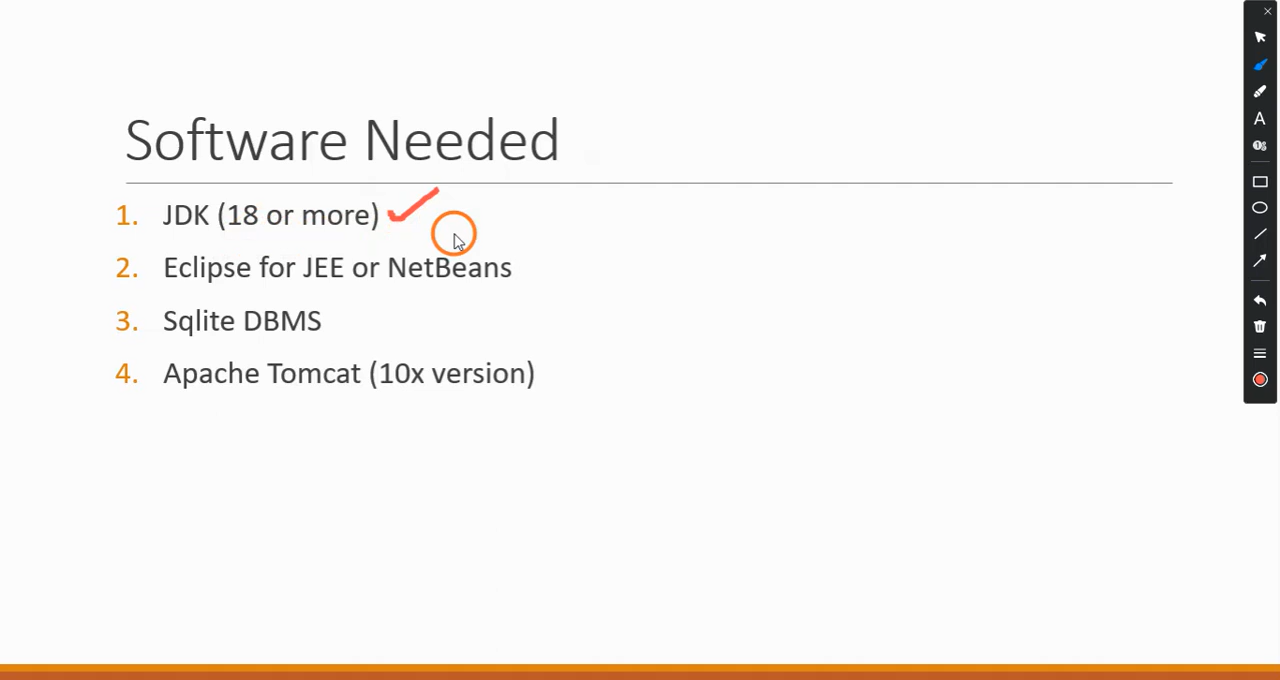 Software Needed
1. JDK (18 or more)
2. Eclipse for JEE or NetBeans
3. Sqlite DBMS
4. Apache Tomcat (10x version)
A